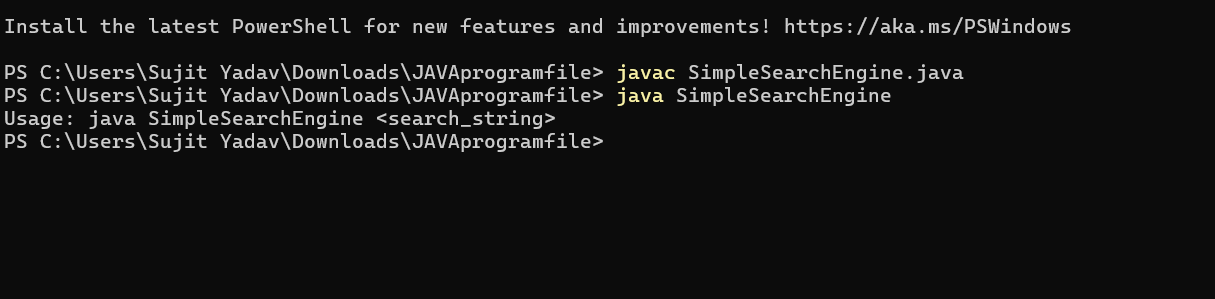 Install the latest PowerShell for new features and improvements! https://aka.ms/PSWindows
PS C:\Users\Sujit Yadav\Downloads\JAVAprogramfile> javac SimpleSearchEngine.java
PS C:\Users\Sujit Yadav\Downloads\JAVAprogramfile> java SimpleSearchEngine
Usage: java SimpleSearchEngine <search_string>
PS C:\Users\Sujit Yadav\Downloads\JAVAprogramfile>